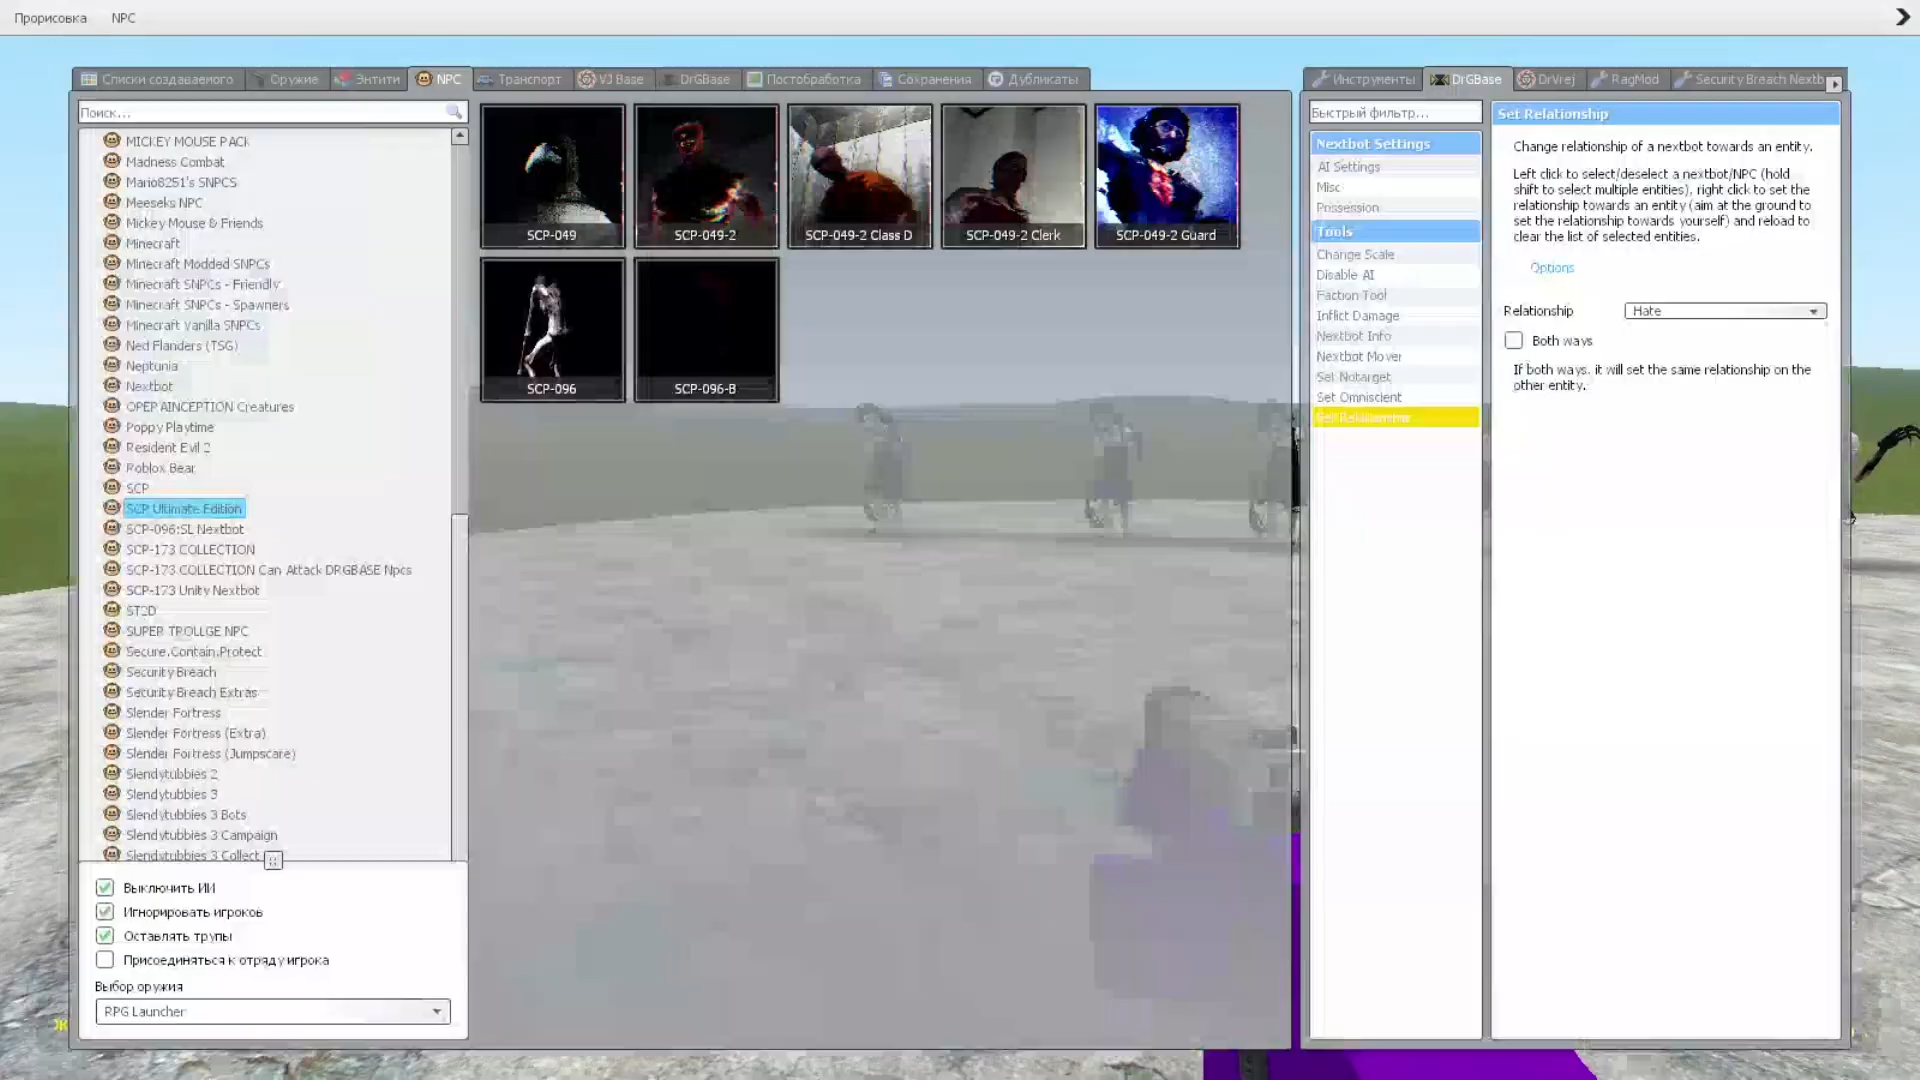 Прорисовка NPC
Списки создаваемого Оружие Энтити NPC Транспорт VJ Base DrGBase Постобработка Сохранения Дубликаты
Поиск...
MICKEY MOUSE PACK
Madness Combat
Mario8251's SNPCS
Meeseks NPC
Mickey Mouse & Friends
Minecraft
Minecraft Modded SNPCs
Minecraft SNPCs - Friendly
Minecraft SNPCs - Spawners
Minecraft Vanilla SNPCs
Ned Flanders (TSG)
Neptunia
Nextbot
OPEP AINCEPTION Creatures
Poppy Playtime
Resident Evil 2
Roblox Bear
SCP
SCP Ultimate Edition
SCP-096:SL Nextbot
SCP-173 COLLECTION
SCP-173 COLLECTION Can Attack DRGBASE Npcs
SCP-173 Unity Nextbot
SUPER TROLLGE NPC
Secure.Contain.Protect
Security Breach
Security Breach Extras
Slender Fortress
Slender Fortress (Extra)
Slender Fortress (Jumpscare)
Slendytubbies 2
Slendytubbies 3
Slendytubbies 3 Bots
Slendytubbies 3 Campaign
Slendytubbies 3 Collect
Выключить ИИ
Игнорировать игроков
Оставлять трупы
Присоединяться к отряду игрока
Выбор оружия
RPG Launcher
SCP-049 SCP-049-2 SCP-049-2 Class D SCP-049-2 Clerk SCP-049-2 Guard
SCP-096 SCP-096-B
Инструменты DrGBase DrVrej RagMod Security Breach Nextb
Быстрый фильтр...
Nextbot Settings
AI Settings
Misc
Possession
Tools
Change Scale
Disable AI
Faction Tool
Inflict Damage
Nextbot Info
Nextbot Mover
Set Notarget
Set Omniscient
Set Relationship
Set Relationship
Change relationship of a nextbot towards an entity.
Left click to select/deselect a nextbot/NPC (hold
shift to select multiple entities), right click to set the
relationship towards an entity (aim at the ground to
set the relationship towards yourself) and reload to
clear the list of selected entities.
Options
Relationship Hate
Both ways
If both ways, it will set the same relationship on the
other entity.